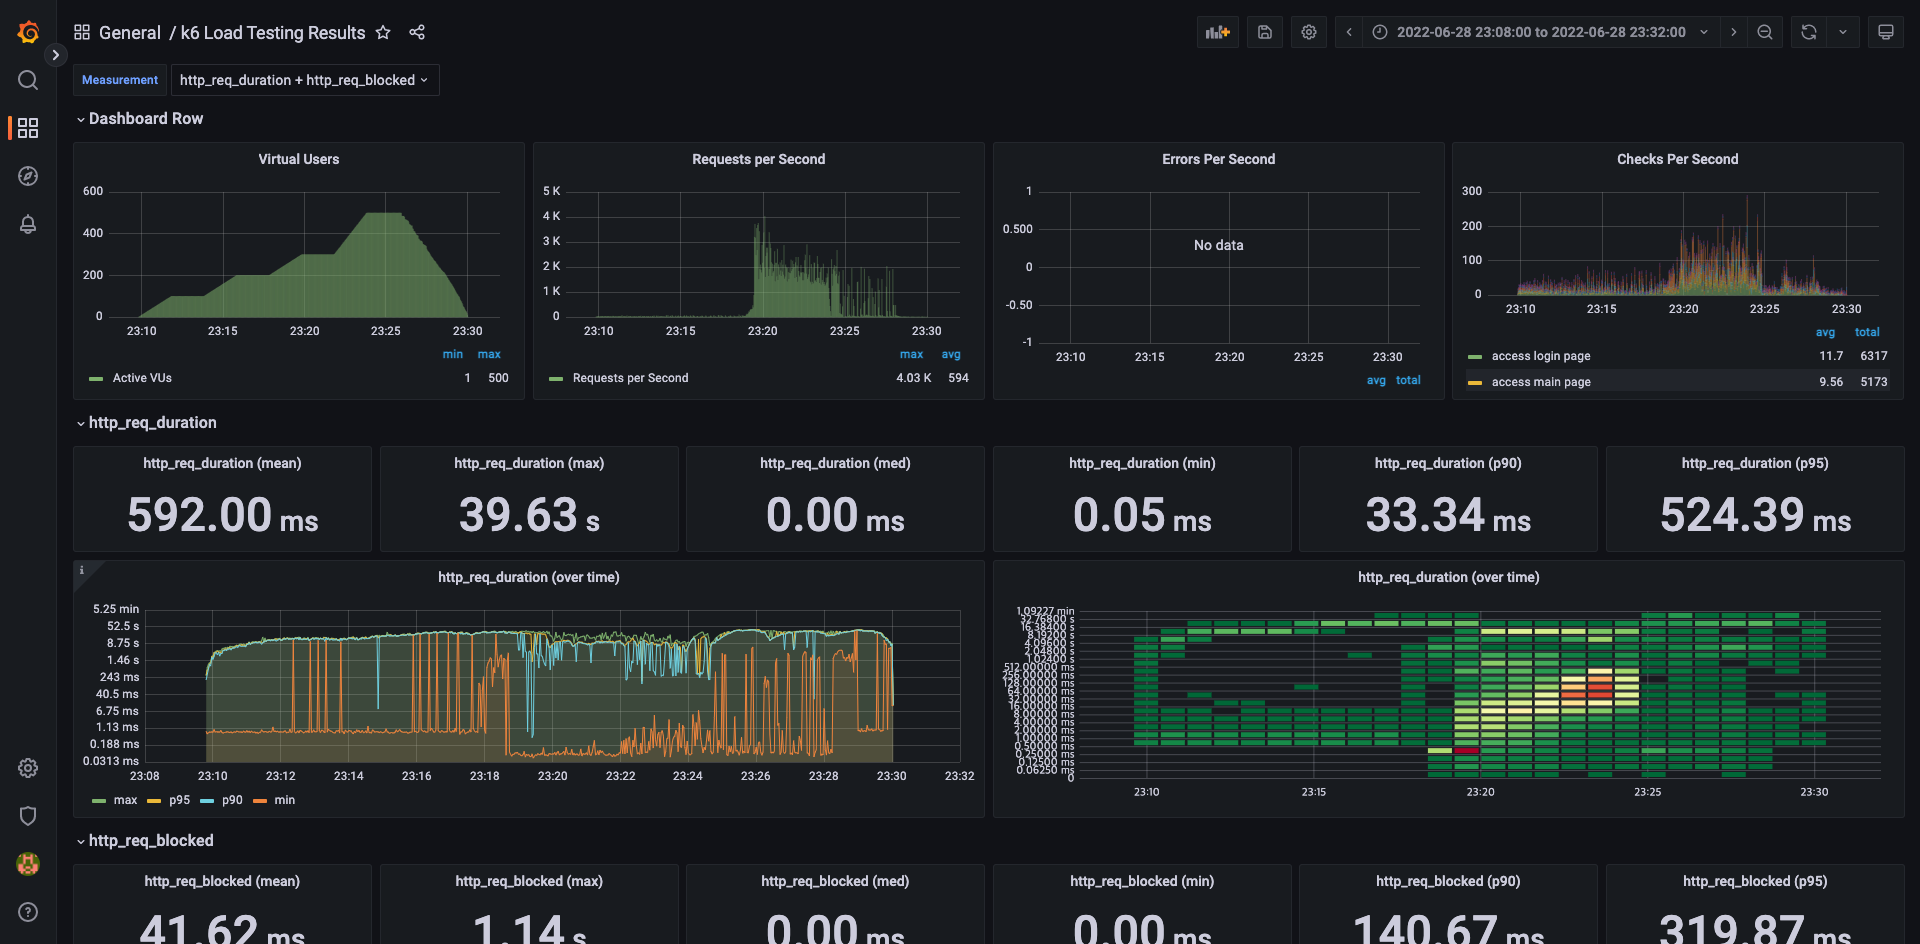 General / k6 Load Testing Results
2022-06-28 23:08:00 to 2022-06-28 23:32:00
Measurement http_req_duration + http_req_blocked
Dashboard Row
Virtual Users
600
400
200
0
23:10 23:15 23:20 23:25 23:30
min max
Active VUs 1 500
Requests per Second
5 K
4 K
3 K
2 K
1 K
0
23:10 23:15 23:20 23:25 23:30
max avg
Requests per Second 4.03 K 594
Errors Per Second
1
0.500
0
-0.50
-1
No data
23:10 23:15 23:20 23:25 23:30
avg total
Checks Per Second
300
200
100
0
23:10 23:15 23:20 23:25 23:30
avg total
access login page 11.7 6317
access main page 9.56 5173
http_req_duration
http_req_duration (mean)
592.00 ms
http_req_duration (max)
39.63 s
http_req_duration (med)
0.00 ms
http_req_duration (min)
0.05 ms
http_req_duration (p90)
33.34 ms
http_req_duration (p95)
524.39 ms
i
http_req_duration (over time)
5.25 min
52.5 s
8.75 s
1.46 s
243 ms
40.5 ms
6.75 ms
1.13 ms
0.188 ms
0.0313 ms
23:08 23:10 23:12 23:14 23:16 23:18 23:20 23:22 23:24 23:26 23:28 23:30 23:32
max p95 p90 min
http_req_duration (over time)
1.09227 min
32.76800 s
16.38400 s
8.19200 s
4.09600 s
2.04800 s
1.02400 s
512.00000 ms
256.00000 ms
128.00000 ms
64.00000 ms
32.00000 ms
16.00000 ms
8.00000 ms
4.00000 ms
2.00000 ms
1.00000 ms
0.50000 ms
0.25000 ms
0.12500 ms
0.06250 ms
0
23:10 23:15 23:20 23:25 23:30
http_req_blocked
http_req_blocked (mean)
41.62 ms
http_req_blocked (max)
1.14 s
http_req_blocked (med)
0.00 ms
http_req_blocked (min)
0.00 ms
http_req_blocked (p90)
140.67 ms
http_req_blocked (p95)
319.87 ms